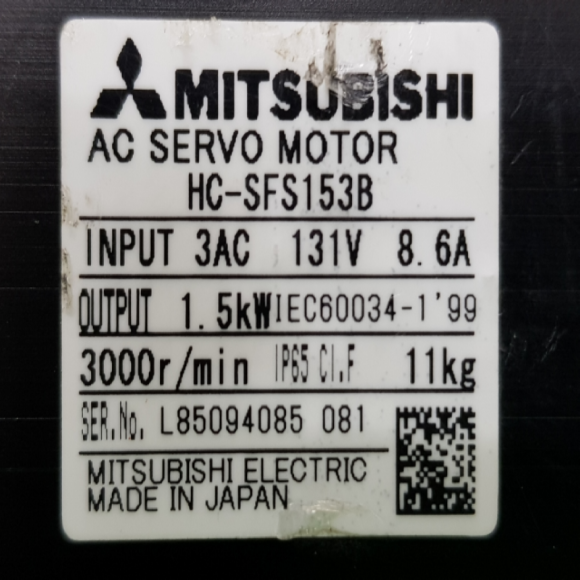 MITSUBISHI
AC SERVO MOTOR
HC-SFS153B
INPUT 3AC 131V 8.6A
OUTPUT 1.5kW IEC60034-1'99
3000r/min IP65 CI.F 11kg
SER.No. L85094085 081
MITSUBISHI ELECTRIC
MADE IN JAPAN